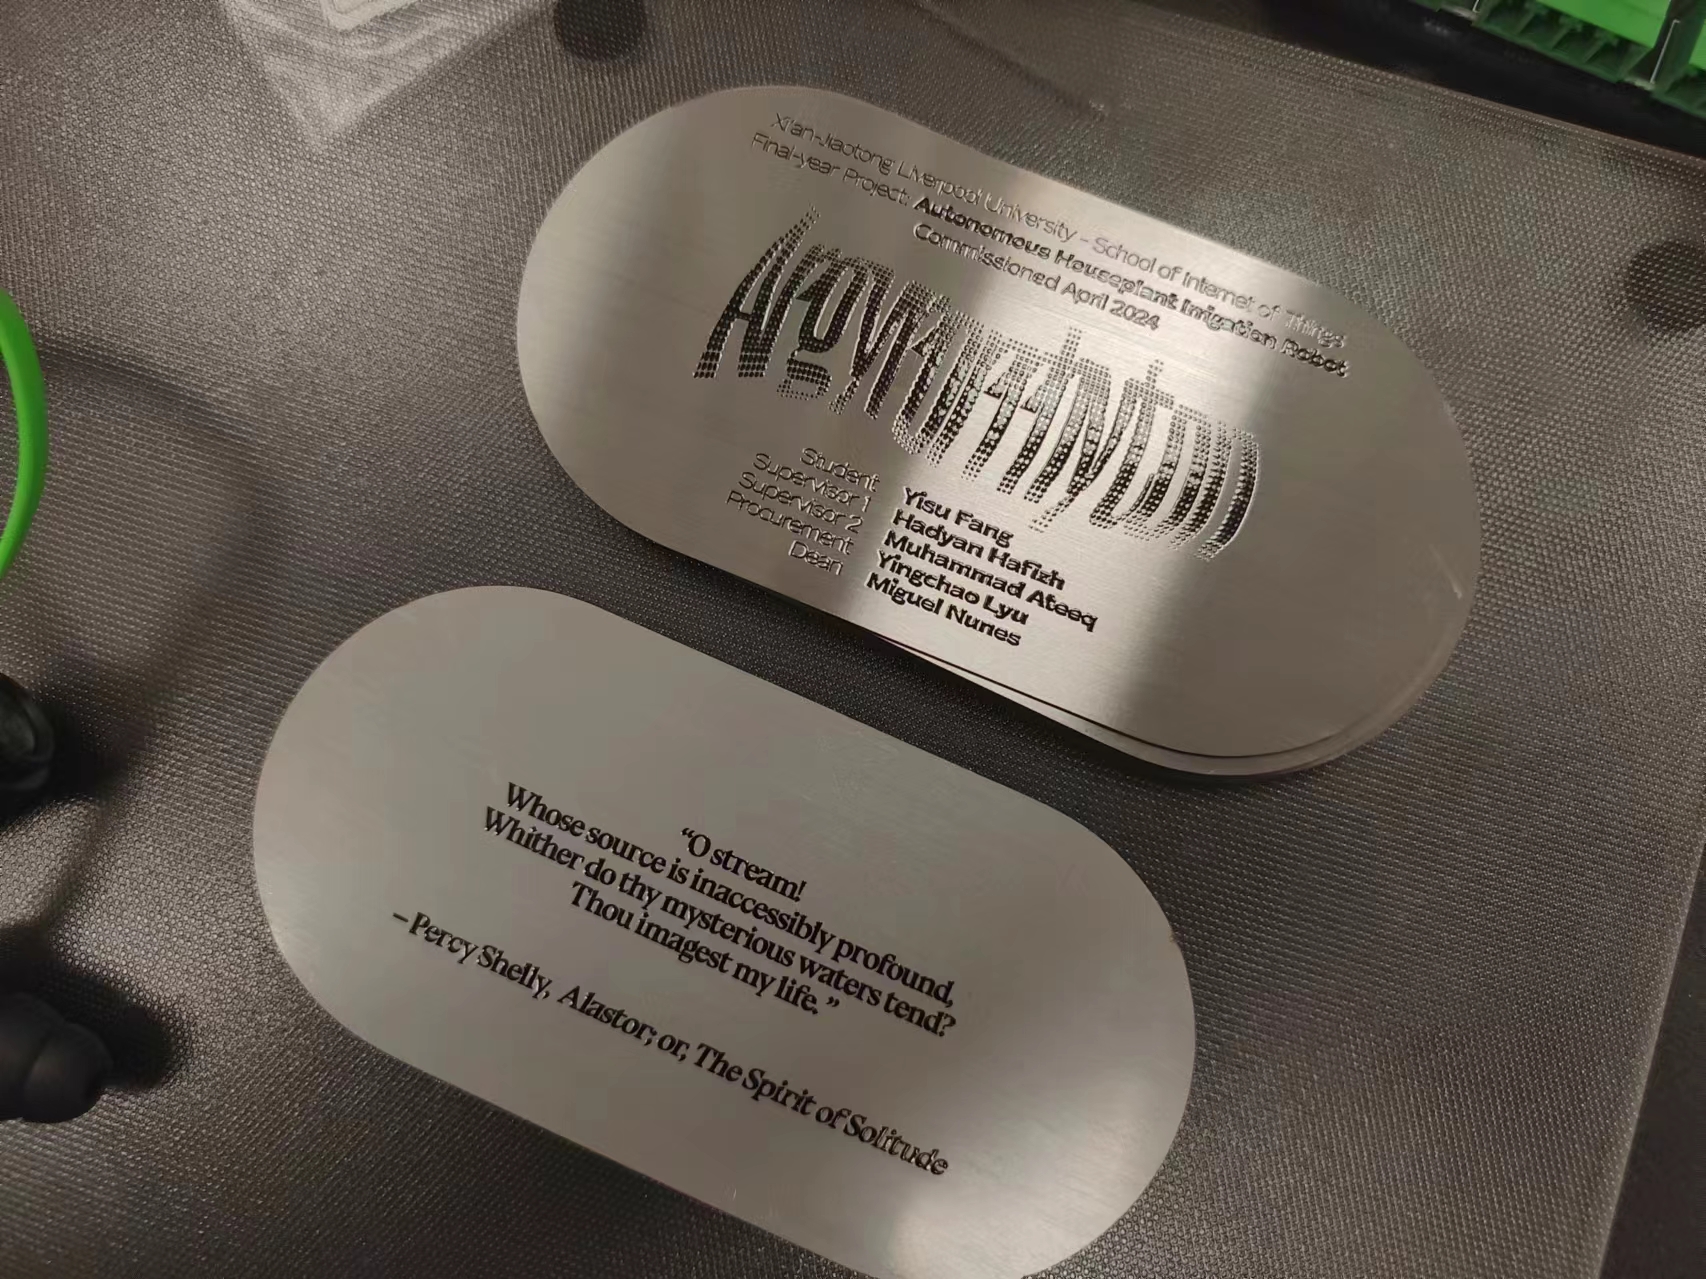 Xi'an-Jiaotong Liverpool University – School of Internet of Things
Final-year Project: Autonomous Houseplant Irrigation Robot
Commissioned April 2024
Student Yisu Fang
Supervisor 1 Hadyan Hafizh
Supervisor 2 Muhammad Ateeq
Procurement Yingchao Lyu
Dean Miguel Nunes
“O stream!
Whose source is inaccessibly profound,
Whither do thy mysterious waters tend?
Thou imagest my life.”
– Percy Shelly, Alastor; or, The Spirit of Solitude